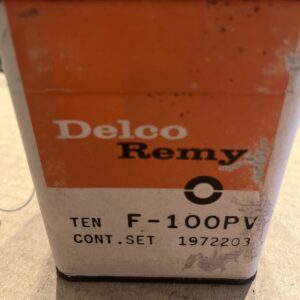 Delco
Remy
TEN F-100PV
CONT. SET 1972203